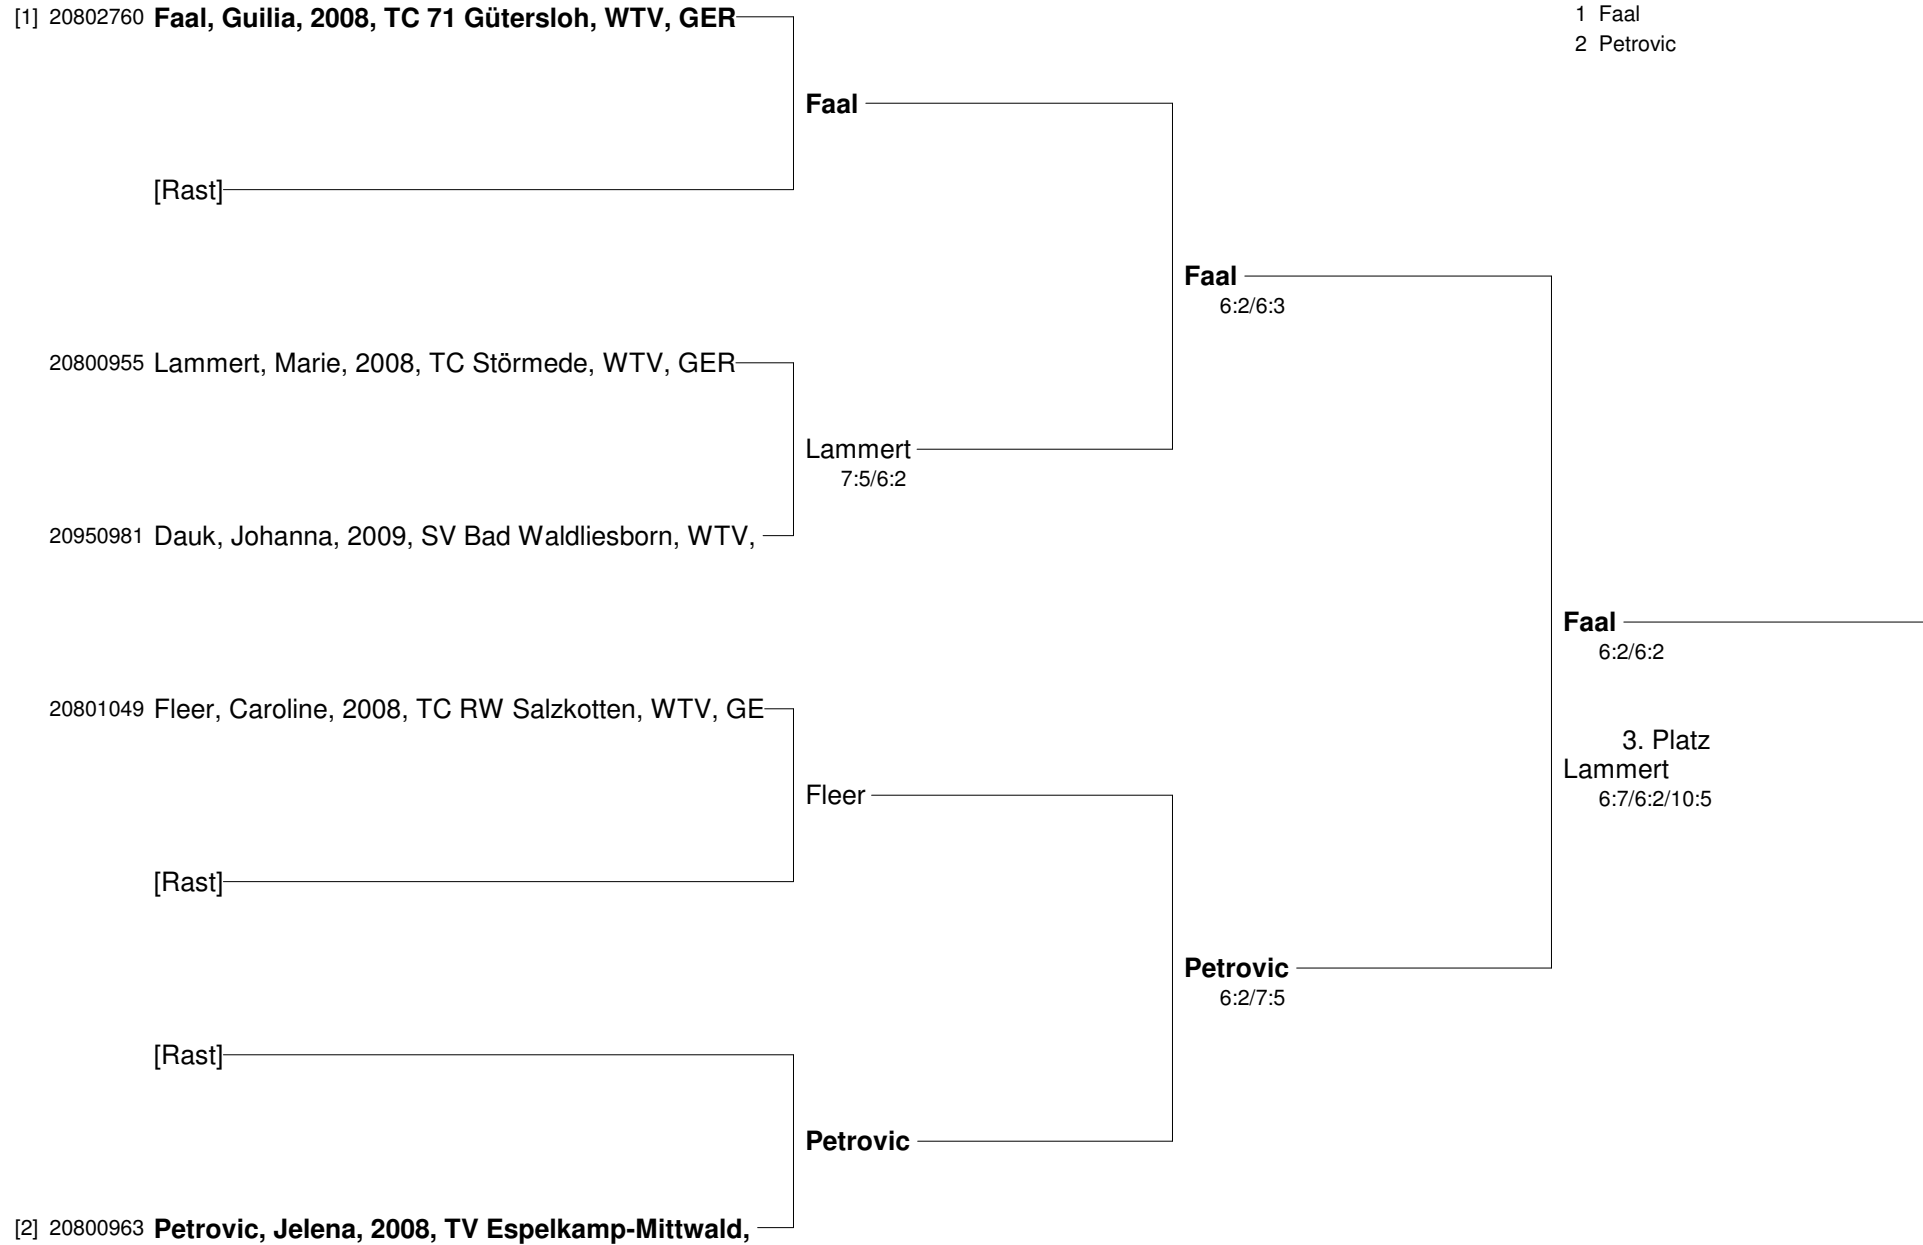 [1] 20802760 Faal, Guilia, 2008, TC 71 Gütersloh, WTV, GER
1 Faal
2 Petrovic
Faal
[Rast]
Faal
6:2/6:3
20800955 Lammert, Marie, 2008, TC Störmede, WTV, GER
Lammert
7:5/6:2
20950981 Dauk, Johanna, 2009, SV Bad Waldliesborn, WTV,
Faal
6:2/6:2
20801049 Fleer, Caroline, 2008, TC RW Salzkotten, WTV, GE
3. Platz
Lammert
6:7/6:2/10:5
Fleer
[Rast]
Petrovic
6:2/7:5
[Rast]
Petrovic
[2] 20800963 Petrovic, Jelena, 2008, TV Espelkamp-Mittwald,